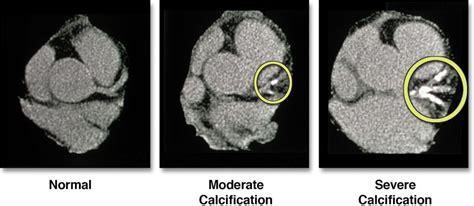 Normal
Moderate
Calcification
Severe
Calcification